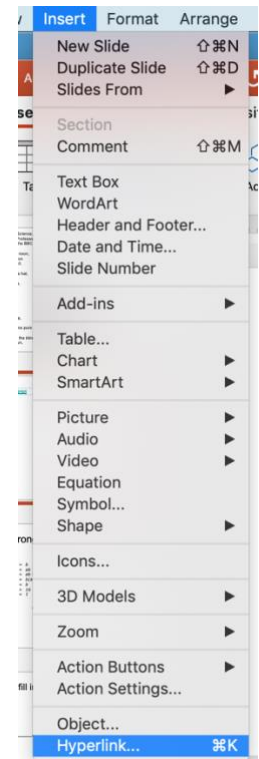 Insert Format Arrange
New Slide ⇧⌘N
Duplicate Slide ⇧⌘D
Slides From ▶
Section
Comment ⇧⌘M
Text Box
WordArt
Header and Footer...
Date and Time...
Slide Number
Add-ins ▶
Table...
Chart ▶
SmartArt ▶
Picture ▶
Audio ▶
Video ▶
Equation
Symbol...
Shape ▶
Icons...
3D Models ▶
Zoom ▶
Action Buttons ▶
Action Settings...
Object...
Hyperlink... ⌘K